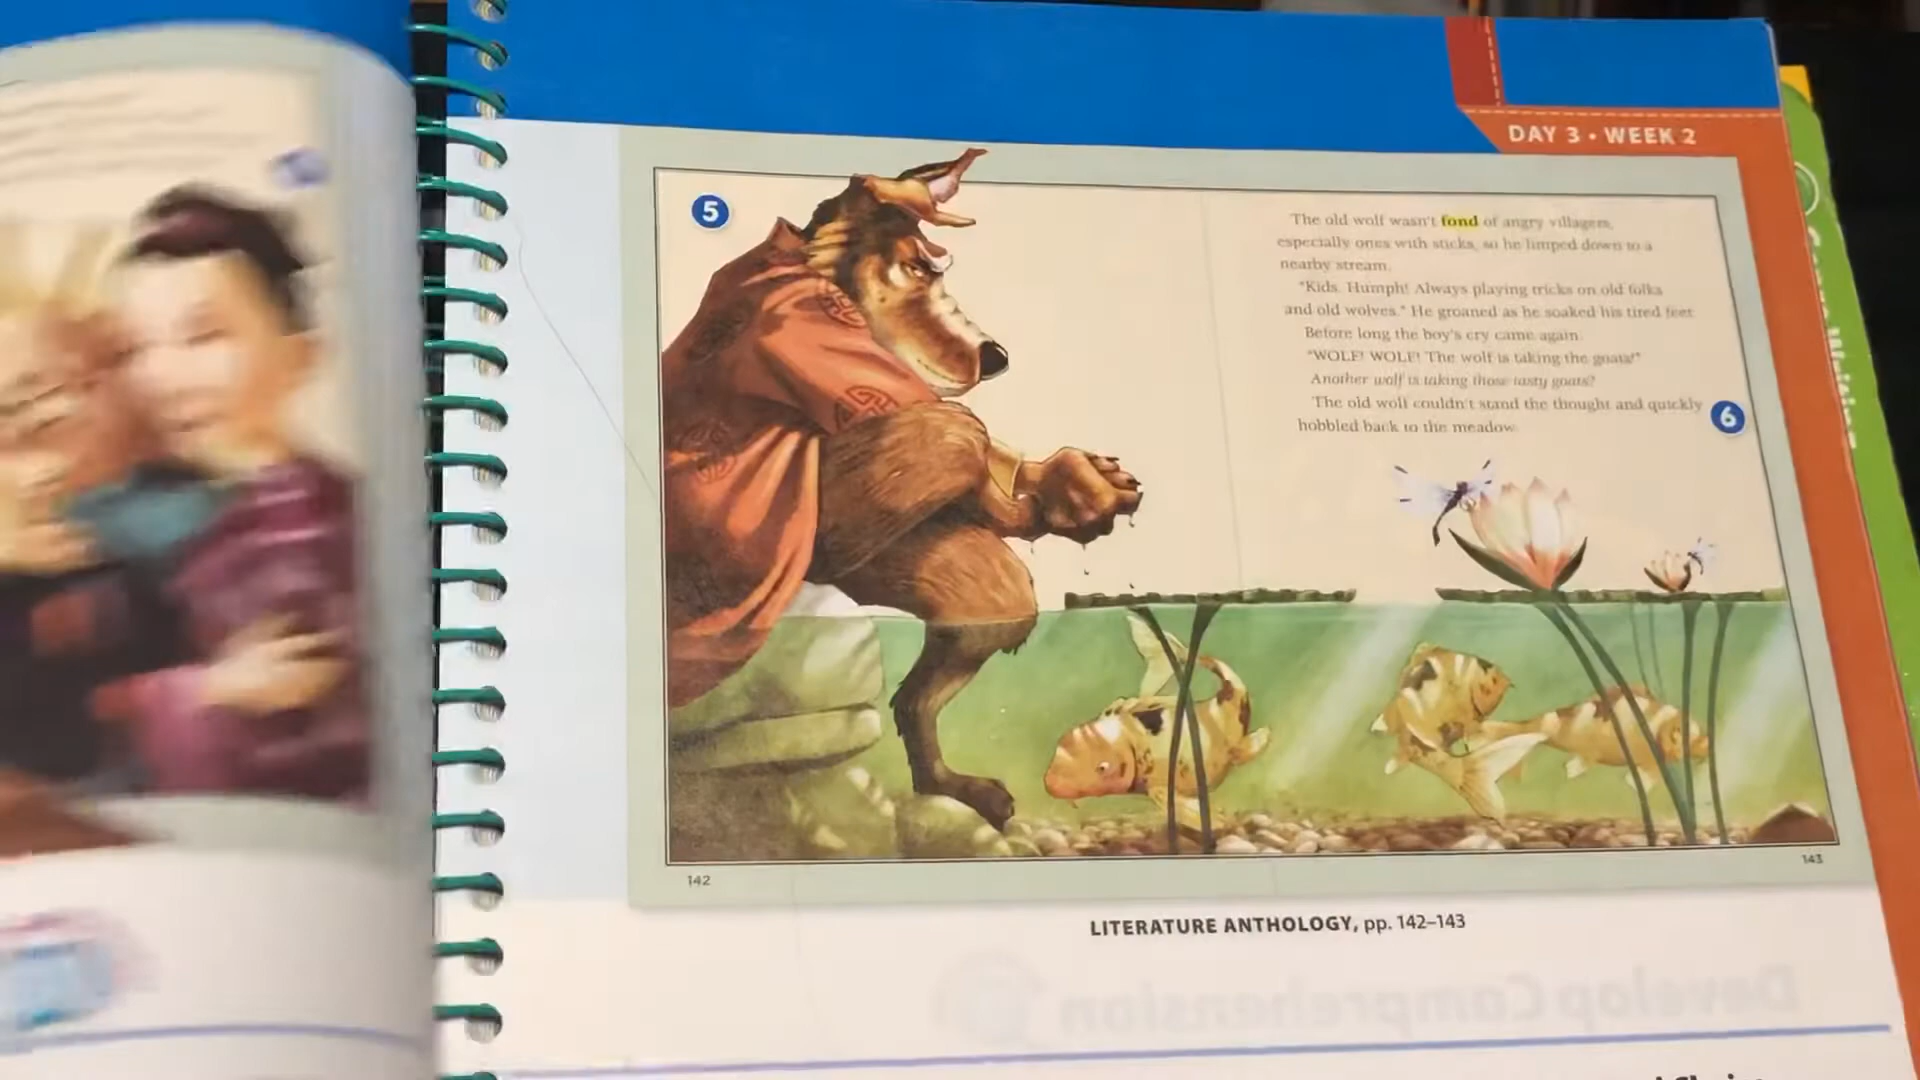 DAY 3 • WEEK 2
5
The old wolf wasn't fond of angry villagers,
especially ones with sticks, so he limped down to a
nearby stream.
"Kids. Humph! Always playing tricks on old folks
and old wolves." He groaned as he soaked his tired feet.
Before long the boy's cry came again.
"WOLF! WOLF! The wolf is taking the goats!"
Another wolf is taking those tasty goats?
The old wolf couldn't stand the thought and quickly
hobbled back to the meadow.
6
142
143
LITERATURE ANTHOLOGY, pp. 142–143
Develop Comprehension